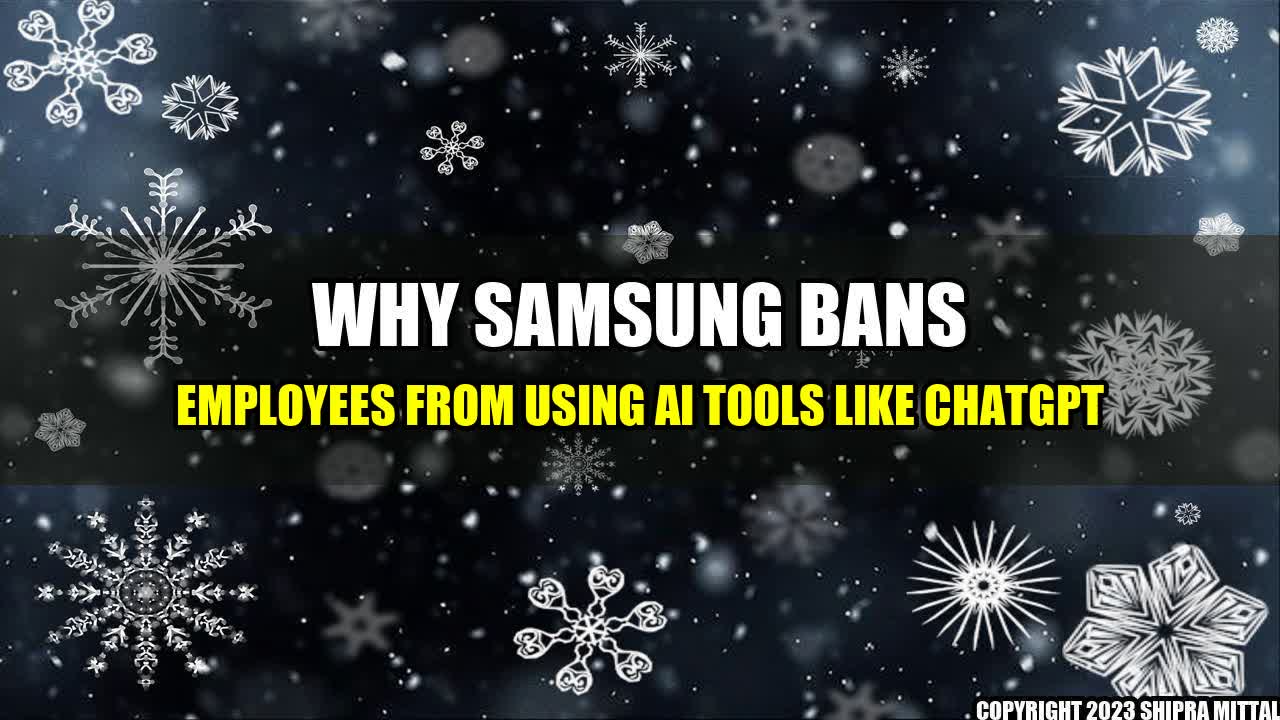 WHY SAMSUNG BANS
EMPLOYEES FROM USING AI TOOLS LIKE CHATGPT
COPYRIGHT 2023 SHIPRA MITTAL